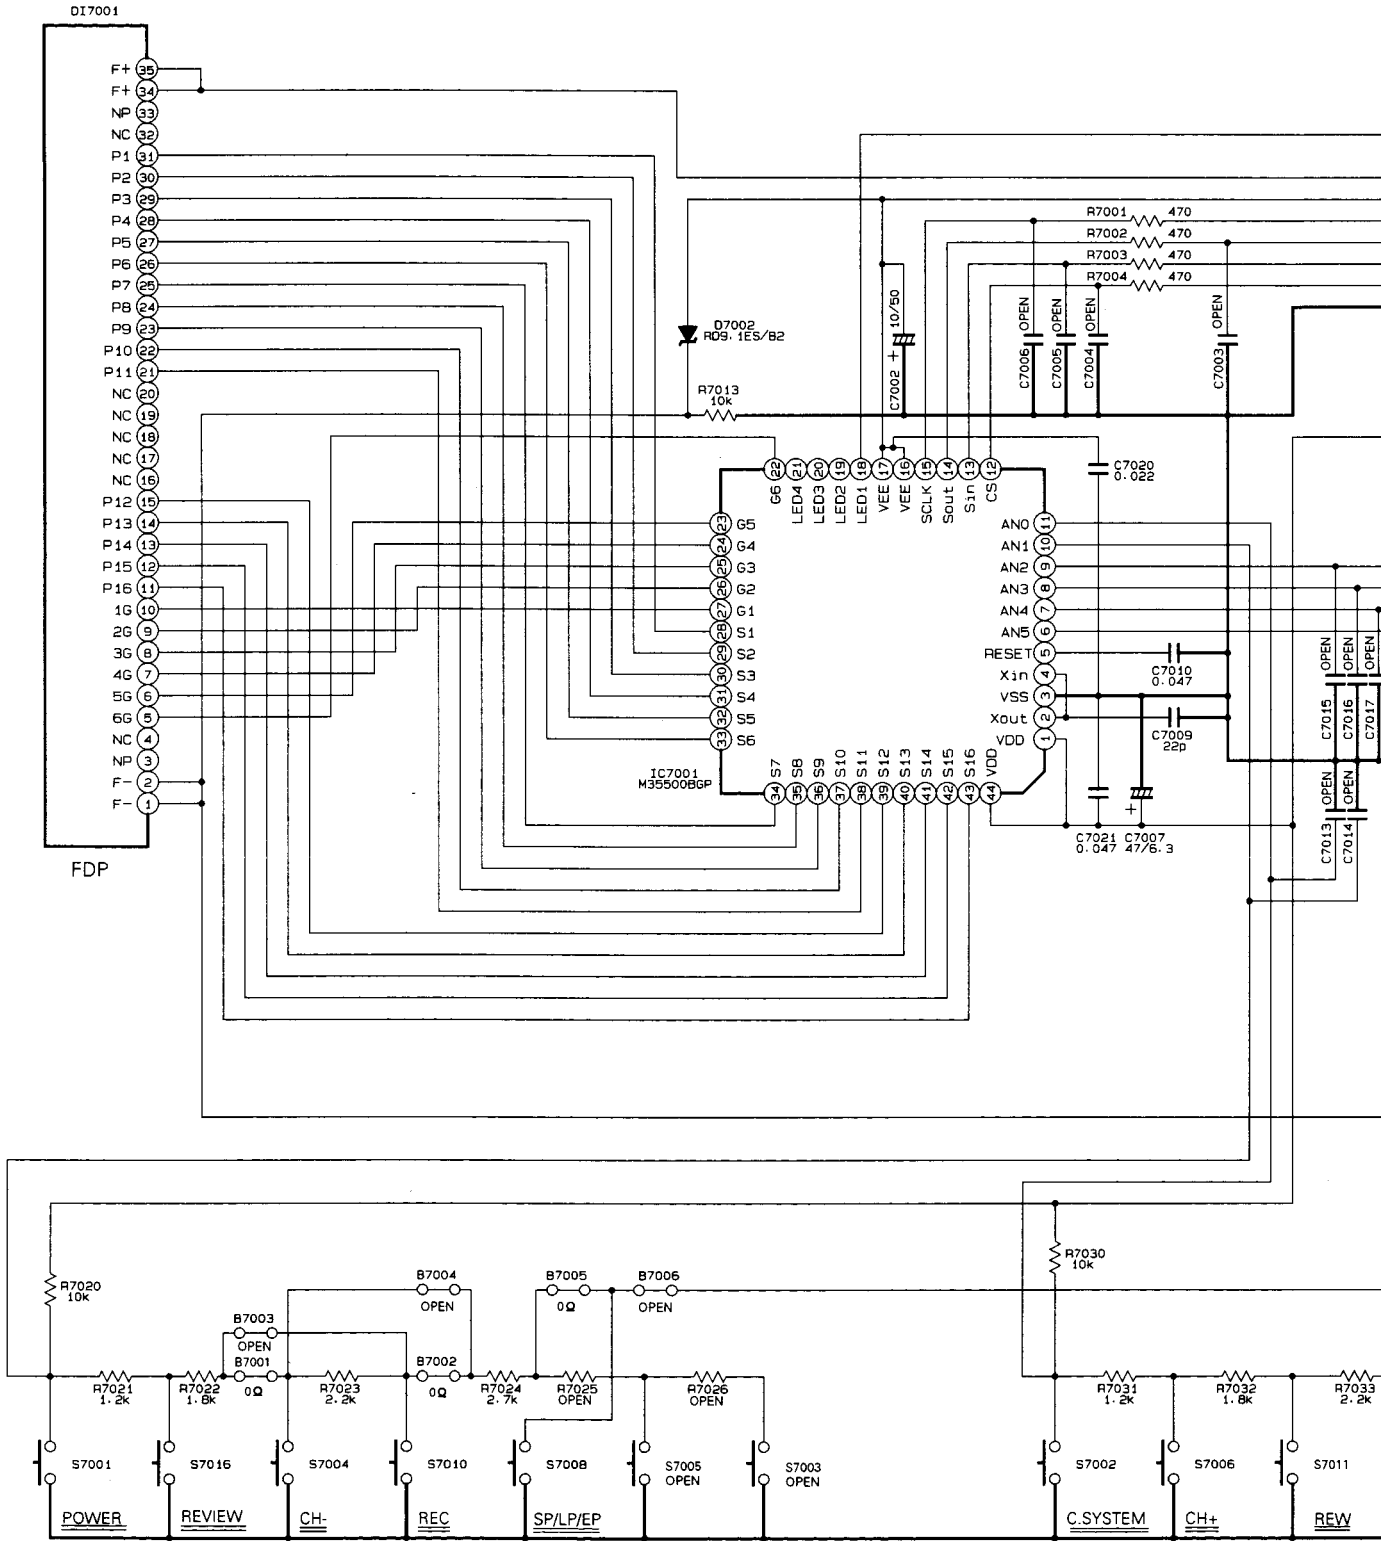 DI7001
F+ 35
F+ 34
NP 33
NC 32
P1 31
P2 30
P3 29
P4 28
P5 27
P6 26
P7 25
P8 24
P9 23
P10 22
P11 21
NC 20
NC 19
NC 18
NC 17
NC 16
P12 15
P13 14
P14 13
P15 12
P16 11
1G 10
2G 9
3G 8
4G 7
5G 6
6G 5
NC 4
NP 3
F- 2
F- 1
FDP
R7001 470
R7002 470
R7003 470
R7004 470
D7002
RD9.1ES/B2
R7013
10k
C7002 + 10/50
C7006 OPEN
C7005 OPEN
C7004 OPEN
C7003 OPEN
C7020
0.022
22 21 20 19 18 17 16 15 14 13 12
G6 LED4 LED3 LED2 LED1 VEE VEE SCLK Sout Sin CS
23 G5
24 G4
25 G3
26 G2
27 G1
28 S1
29 S2
30 S3
31 S4
32 S5
33 S6
AN0 11
AN1 10
AN2 9
AN3 8
AN4 7
AN5 6
RESET 5
Xin 4
VSS 3
Xout 2
VDD 1
IC7001
M35500BGP
S7 S8 S9 S10 S11 S12 S13 S14 S15 S16 VDD
34 35 36 37 38 39 40 41 42 43 44
C7010
0.047
C7009
22p
C7021
0.047
+ C7007
47/6.3
C7015 OPEN
C7016 OPEN
C7017 OPEN
C7013 OPEN
C7014 OPEN
R7020
10k
R7030
10k
B7004
OPEN
B7005
0Ω
B7006
OPEN
B7003
OPEN
B7001
0Ω
B7002
0Ω
R7021
1.2k
R7022
1.8k
R7023
2.2k
R7024
2.7k
R7025
OPEN
R7026
OPEN
R7031
1.2k
R7032
1.8k
R7033
2.2k
S7001
S7016
S7004
S7010
S7008
S7005
OPEN
S7003
OPEN
S7002
S7006
S7011
POWER
REVIEW
CH-
REC
SP/LP/EP
C.SYSTEM
CH+
REW